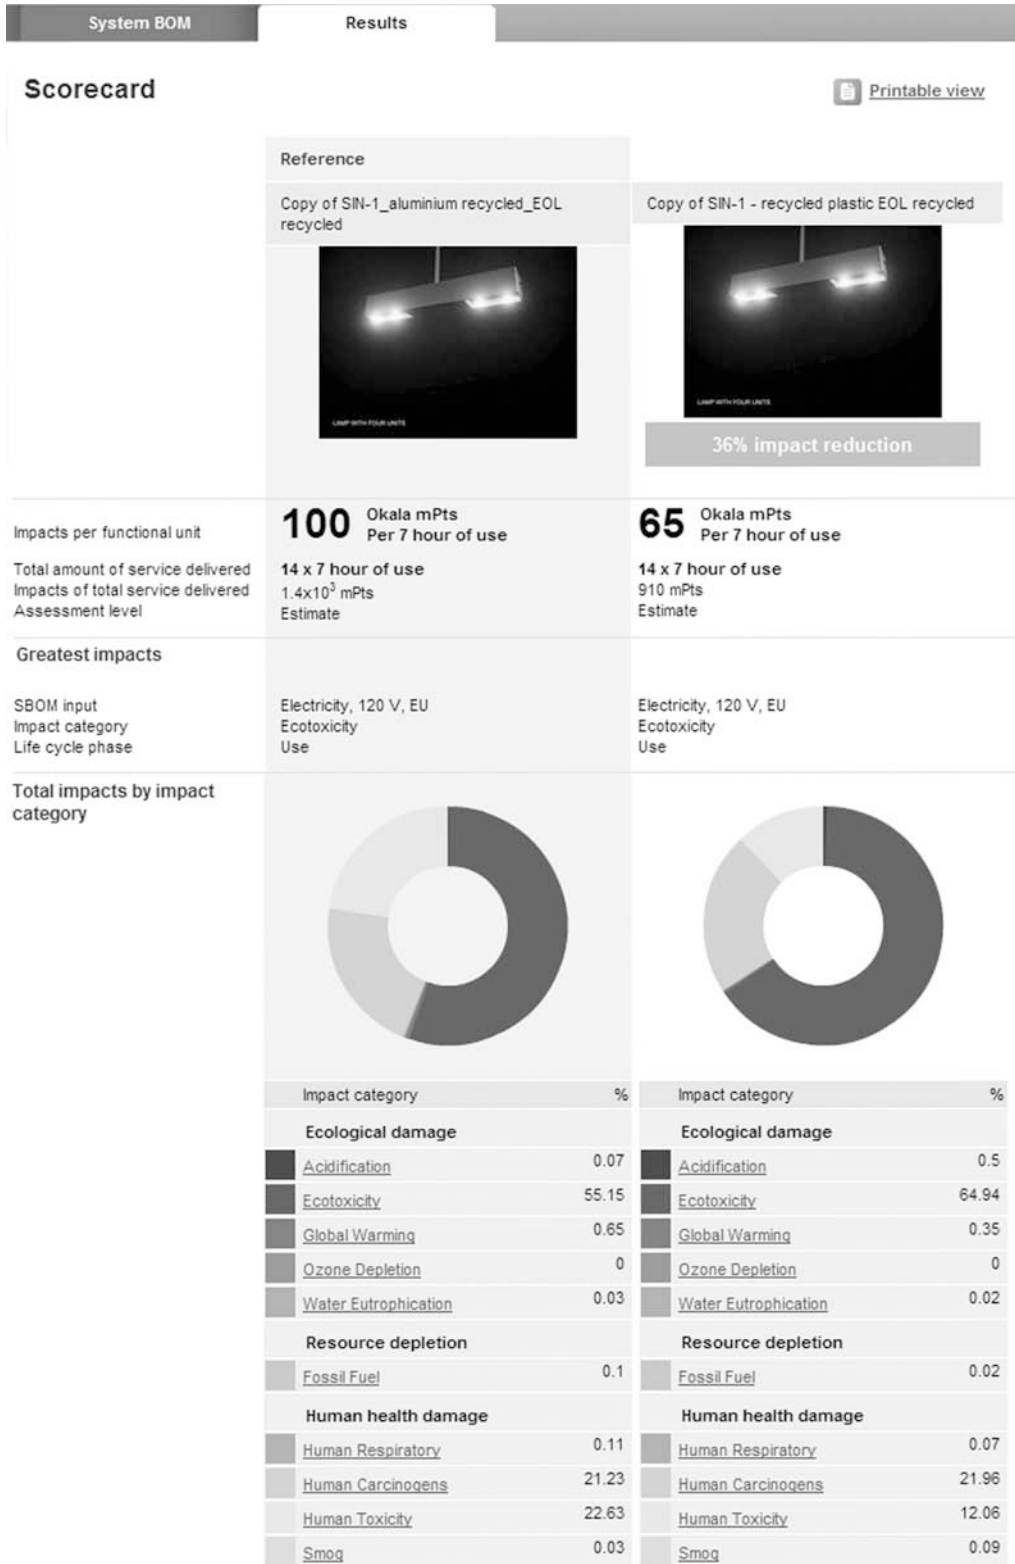 System BOM
Results
Scorecard
Printable view
Reference
Copy of SIN-1_aluminium recycled_EOL
recycled
Copy of SIN-1 - recycled plastic EOL recycled
LAMP WITH FOUR UNITS
LAMP WITH FOUR UNITS
36% impact reduction
Impacts per functional unit
100 Okala mPts
Per 7 hour of use
65 Okala mPts
Per 7 hour of use
Total amount of service delivered 14 x 7 hour of use 14 x 7 hour of use
Impacts of total service delivered 1.4x10³ mPts 910 mPts
Assessment level Estimate Estimate
Greatest impacts
SBOM input Electricity, 120 V, EU Electricity, 120 V, EU
Impact category Ecotoxicity Ecotoxicity
Life cycle phase Use Use
Total impacts by impact
category
Impact category % Impact category %
Ecological damage Ecological damage
Acidification 0.07 Acidification 0.5
Ecotoxicity 55.15 Ecotoxicity 64.94
Global Warming 0.65 Global Warming 0.35
Ozone Depletion 0 Ozone Depletion 0
Water Eutrophication 0.03 Water Eutrophication 0.02
Resource depletion Resource depletion
Fossil Fuel 0.1 Fossil Fuel 0.02
Human health damage Human health damage
Human Respiratory 0.11 Human Respiratory 0.07
Human Carcinogens 21.23 Human Carcinogens 21.96
Human Toxicity 22.63 Human Toxicity 12.06
Smog 0.03 Smog 0.09